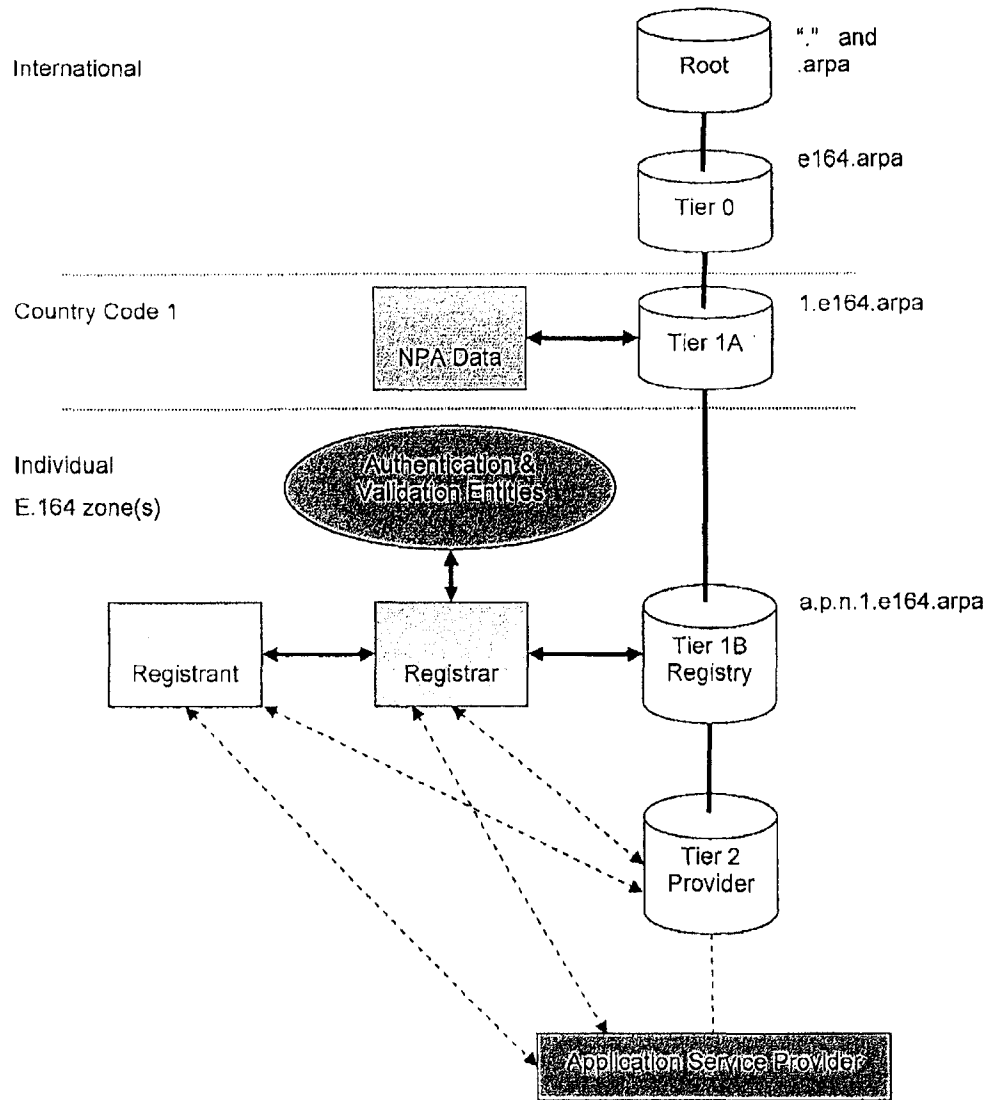 "." and
.arpa
International
Root
e164.arpa
Tier 0
Country Code 1
1.e164.arpa
NPA Data
Tier 1A
Individual
E.164 zone(s)
Authentication &
Validation Entities
a.p.n.1.e164.arpa
Registrant
Registrar
Tier 1B
Registry
Tier 2
Provider
Application Service Provider